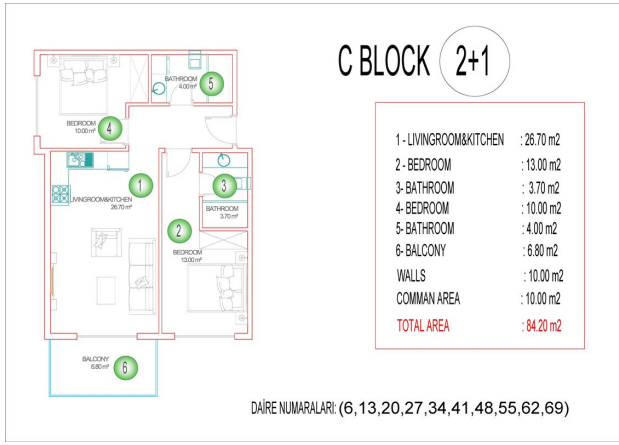 C BLOCK 2+1
BATHROOM
4.00 m²
5
BEDROOM
10.00 m²
4
1
LIVINGROOM&KITCHEN
26.70 m²
3
BATHROOM
3.70 m²
2
BEDROOM
13.00 m²
BALCONY
6.80 m²
6
1 - LIVINGROOM&KITCHEN : 26.70 m2
2 - BEDROOM : 13.00 m2
3- BATHROOM : 3.70 m2
4- BEDROOM : 10.00 m2
5- BATHROOM : 4.00 m2
6- BALCONY : 6.80 m2
WALLS : 10.00 m2
COMMAN AREA : 10.00 m2
TOTAL AREA : 84.20 m2
DAİRE NUMARALARI: (6,13,20,27,34,41,48,55,62,69)